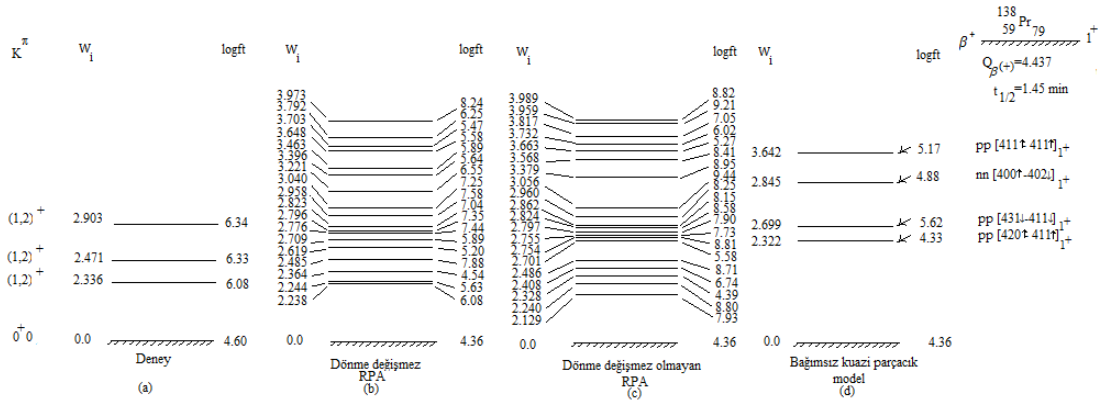 K^π W_i logft
(1,2)^+ 2.903 6.34
(1,2)^+ 2.471 6.33
(1,2)^+ 2.336 6.08
0^+ 0 0.0 4.60
Deney
(a)
W_i logft
3.973 8.24
3.792 6.25
3.703 5.47
3.648 5.58
3.463 5.89
3.396 5.64
3.221 6.55
3.040 7.25
2.958 7.58
2.823 7.04
2.796 7.35
2.776 7.44
2.709 5.89
2.619 5.20
2.485 7.88
2.364 4.54
2.244 5.63
2.238 6.08
0.0 4.36
Dönme değişmez
RPA
(b)
W_i logft
3.989 8.82
3.959 9.21
3.817 7.05
3.732 6.02
3.663 5.27
3.568 8.41
3.379 8.95
3.056 9.44
2.960 8.25
2.862 8.15
2.824 8.58
2.797 7.90
2.755 7.73
2.754 8.81
2.701 5.58
2.486 8.71
2.408 6.74
2.328 4.39
2.240 8.80
2.129 7.93
0.0 4.36
Dönme değişmez olmayan
RPA
(c)
W_i logft
3.642 5.17 pp [411↑ 411↑]1+
2.845 4.88 nn [400↑-402↓]1+
2.699 5.62 pp [431↓-411↓]1+
2.322 4.33 pp [420↑ 411↑]1+
0.0 4.36
Bağımsız kuazi parçacık
model
(d)
138
59 Pr 79
β^+ 1^+
Q_β(+)=4.437
t_1/2=1.45 min